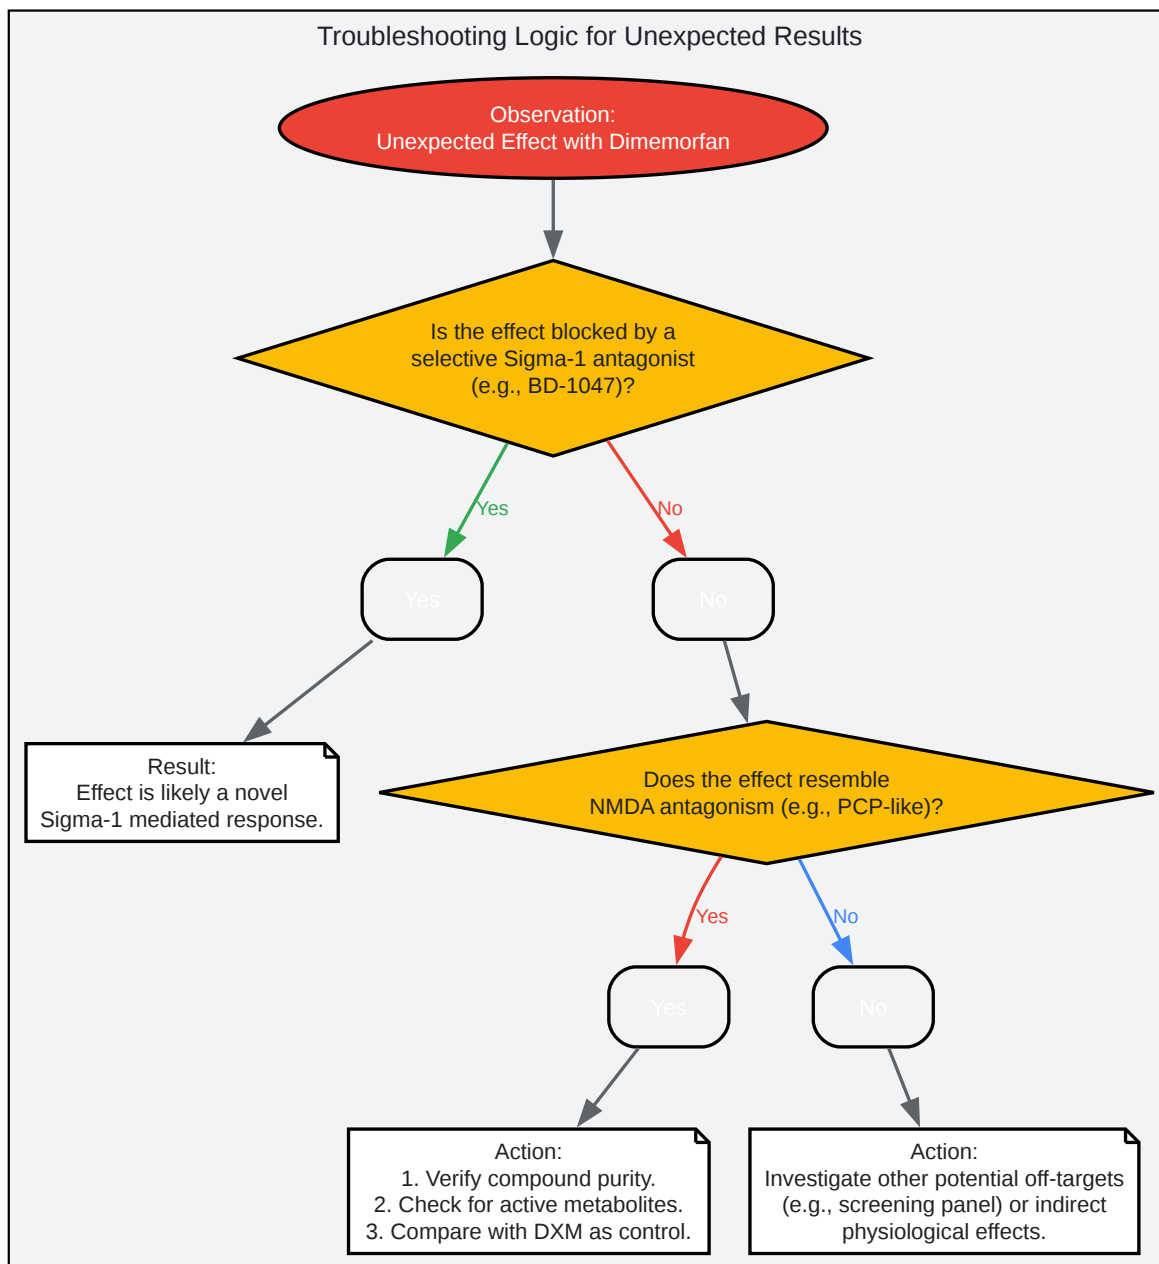 Troubleshooting Logic for Unexpected Results
Observation:
Unexpected Effect with Dimemorfan
Is the effect blocked by a
selective Sigma-1 antagonist
(e.g., BD-1047)?
Yes
No
Yes
No
Result:
Effect is likely a novel
Sigma-1 mediated response.
Does the effect resemble
NMDA antagonism (e.g., PCP-like)?
Yes
No
Yes
No
Action:
1. Verify compound purity.
2. Check for active metabolites.
3. Compare with DXM as control.
Action:
Investigate other potential off-targets
(e.g., screening panel) or indirect
physiological effects.